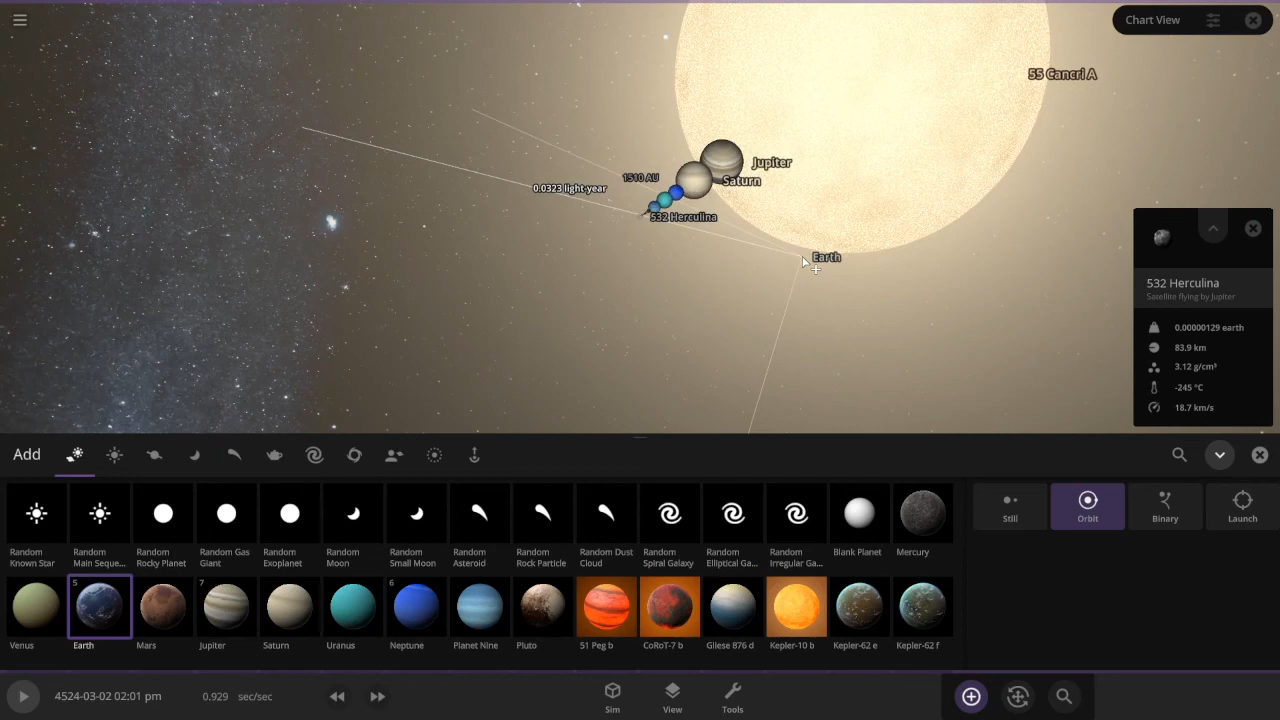 Chart View
55 Cancri A
Jupiter
1510 AU
Saturn
0.0323 light-year
532 Herculina
Earth
532 Herculina
Satellite flying by Jupiter
0.00000129 earth
83.9 km
3.12 g/cm³
-245 °C
18.7 km/s
Add
Still
Orbit
Binary
Launch
Random Known Star
Random Main Seque...
Random Rocky Planet
Random Gas Giant
Random Exoplanet
Random Moon
Random Small Moon
Random Asteroid
Random Rock Particle
Random Dust Cloud
Random Spiral Galaxy
Random Elliptical Ga...
Random Irregular Ga...
Blank Planet
Mercury
5
7
6
Venus
Earth
Mars
Jupiter
Saturn
Uranus
Neptune
Planet Nine
Pluto
51 Peg b
CoRoT-7 b
Gliese 876 d
Kepler-10 b
Kepler-62 e
Kepler-62 f
4524-03-02 02:01 pm
0.929 sec/sec
Sim
View
Tools